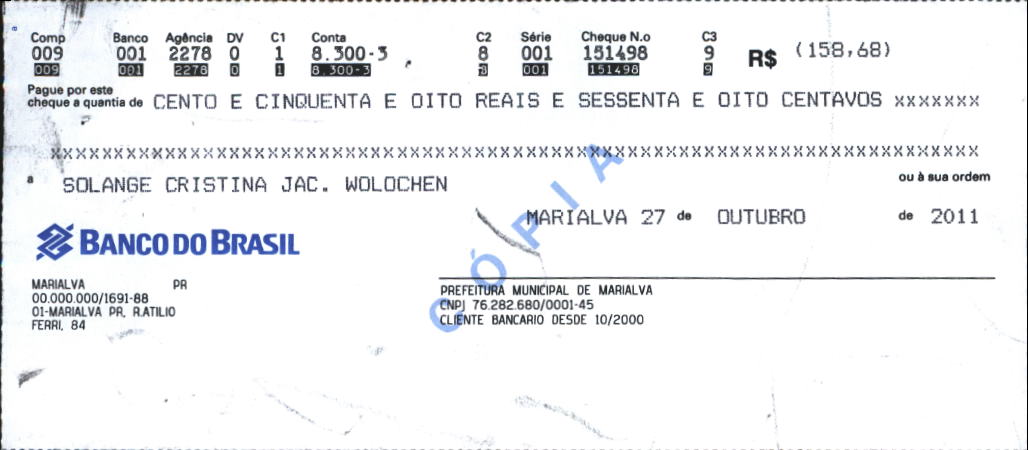 Comp Banco Agência DV C1 Conta C2 Série Cheque N.o C3
009 001 2278 0 1 8.300-3 8 001 151498 9 R$ (158,68)
009 001 2278 0 1 8.300-3 8 001 151498 9
Pague por este
cheque a quantia de CENTO E CINQUENTA E OITO REAIS E SESSENTA E OITO CENTAVOS xxxxxxx
xxxxxxxxxxxxxxxxxxxxxxxxxxxxxxxxxxxxxxxxxxxxxxxxxxxxxxxxxxxxxxxxxxxxxxxxxxxxxxx
a SOLANGE CRISTINA JAC. WOLOCHEN ou à sua ordem
MARIALVA 27 de OUTUBRO de 2011
BANCO DO BRASIL
CÓPIA
MARIALVA PR
00.000.000/1691-88
01-MARIALVA PR, R.ATILIO
FERRI, 84
PREFEITURA MUNICIPAL DE MARIALVA
CNPJ 76.282.680/0001-45
CLIENTE BANCARIO DESDE 10/2000